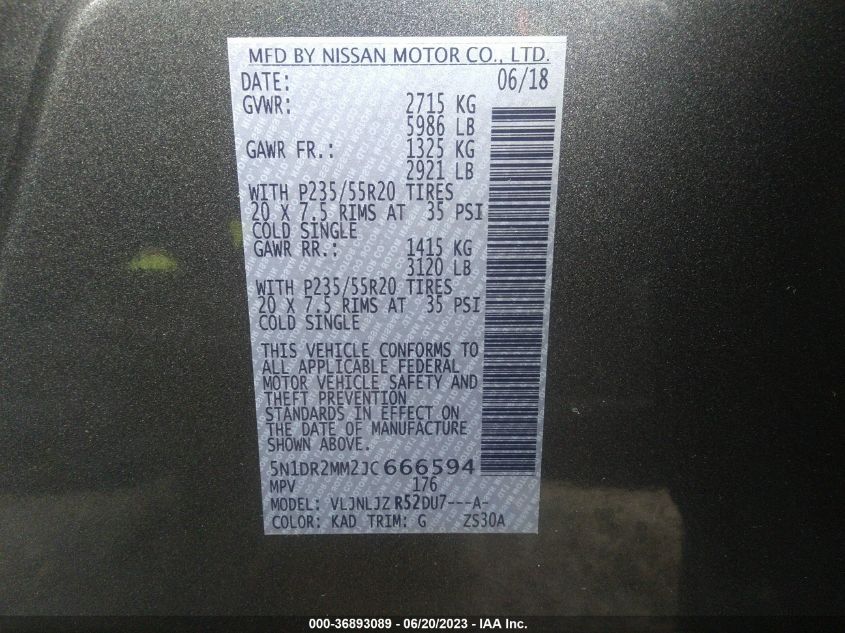 MFD BY NISSAN MOTOR CO., LTD.
DATE: 06/18
GVWR: 2715 KG
5986 LB
GAWR FR.: 1325 KG
2921 LB
WITH P235/55R20 TIRES
20 X 7.5 RIMS AT 35 PSI
COLD SINGLE
GAWR RR.: 1415 KG
3120 LB
WITH P235/55R20 TIRES
20 X 7.5 RIMS AT 35 PSI
COLD SINGLE
THIS VEHICLE CONFORMS TO
ALL APPLICABLE FEDERAL
MOTOR VEHICLE SAFETY AND
THEFT PREVENTION
STANDARDS IN EFFECT ON
THE DATE OF MANUFACTURE
SHOWN ABOVE.
5N1DR2MM2JC666594
MPV 176
MODEL: VLJNLJZ R52DU7---A-
COLOR: KAD TRIM: G ZS30A
000-36893089 - 06/20/2023 - IAA Inc.